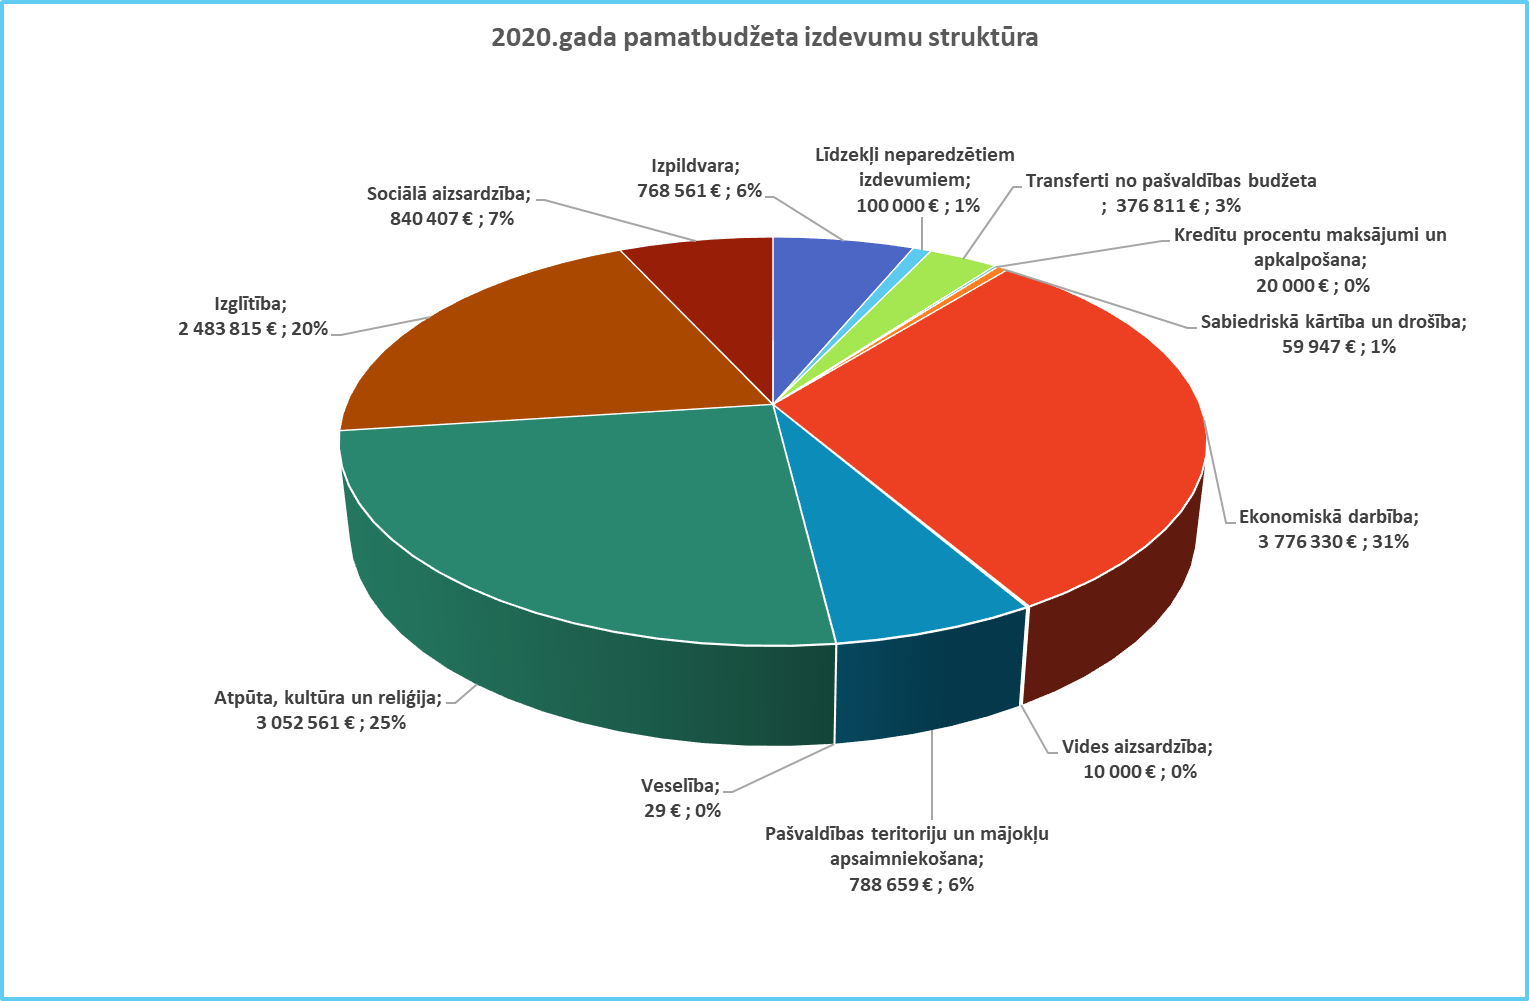 2020.gada pamatbudžeta izdevumu struktūra
Izpildvara;
768 561 € ; 6%
Līdzekļi neparedzētiem
izdevumiem;
100 000 € ; 1%
Transferti no pašvaldības budžeta
; 376 811 € ; 3%
Kredītu procentu maksājumi un
apkalpošana;
20 000 € ; 0%
Sabiedriskā kārtība un drošība;
59 947 € ; 1%
Ekonomiskā darbība;
3 776 330 € ; 31%
Vides aizsardzība;
10 000 € ; 0%
Pašvaldības teritoriju un mājokļu
apsaimniekošana;
788 659 € ; 6%
Veselība;
29 € ; 0%
Atpūta, kultūra un reliģija;
3 052 561 € ; 25%
Izglītība;
2 483 815 € ; 20%
Sociālā aizsardzība;
840 407 € ; 7%